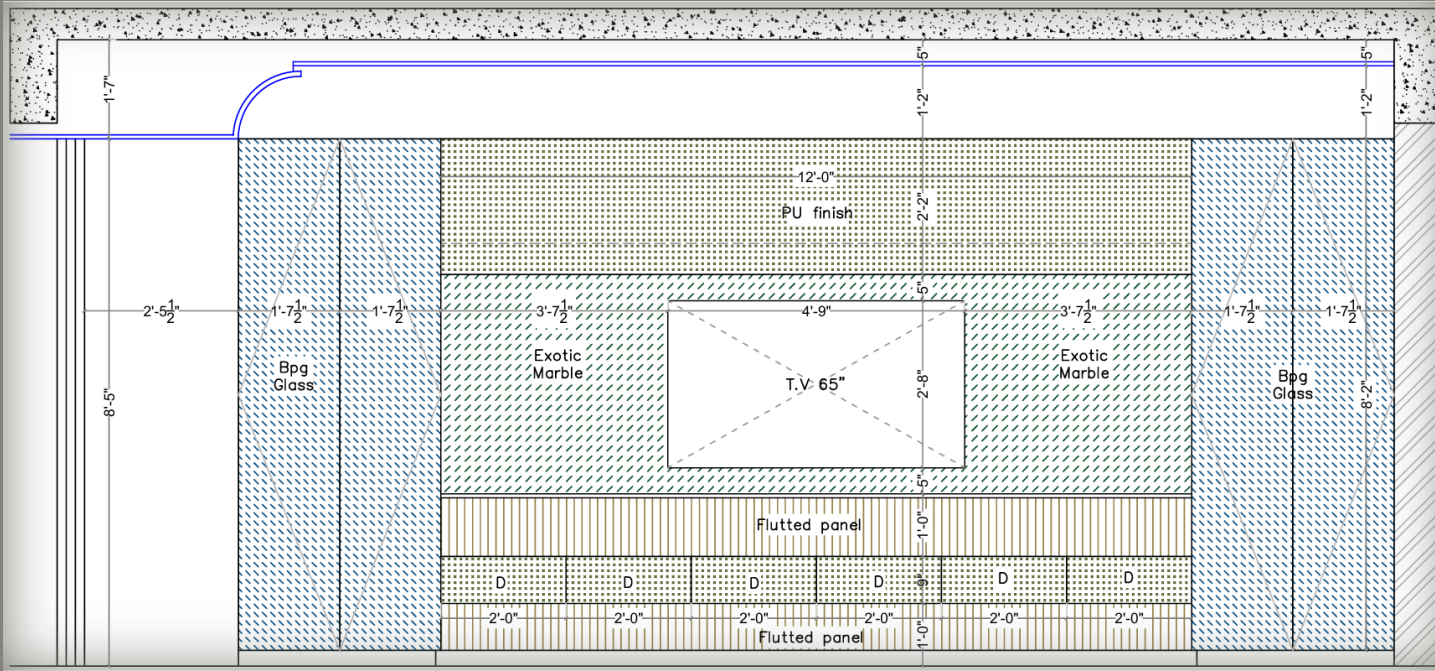 5"
5"
1'-7"
1'-2"
1'-2"
12'-0"
PU finish
2'-2"
5"
2'-5½"
1'-7½"
1'-7½"
3'-7½"
4'-9"
3'-7½"
1'-7½"
1'-7½"
Exotic
Marble
Exotic
Marble
Bpg
Glass
T.V 65”
Bpg
Glass
8'-5"
2'-8"
8'-2"
5"
Flutted panel
1'-0"
D
D
D
D
9"
D
D
2'-0"
2'-0"
2'-0"
2'-0"
2'-0"
2'-0"
Flutted panel
1'-0"